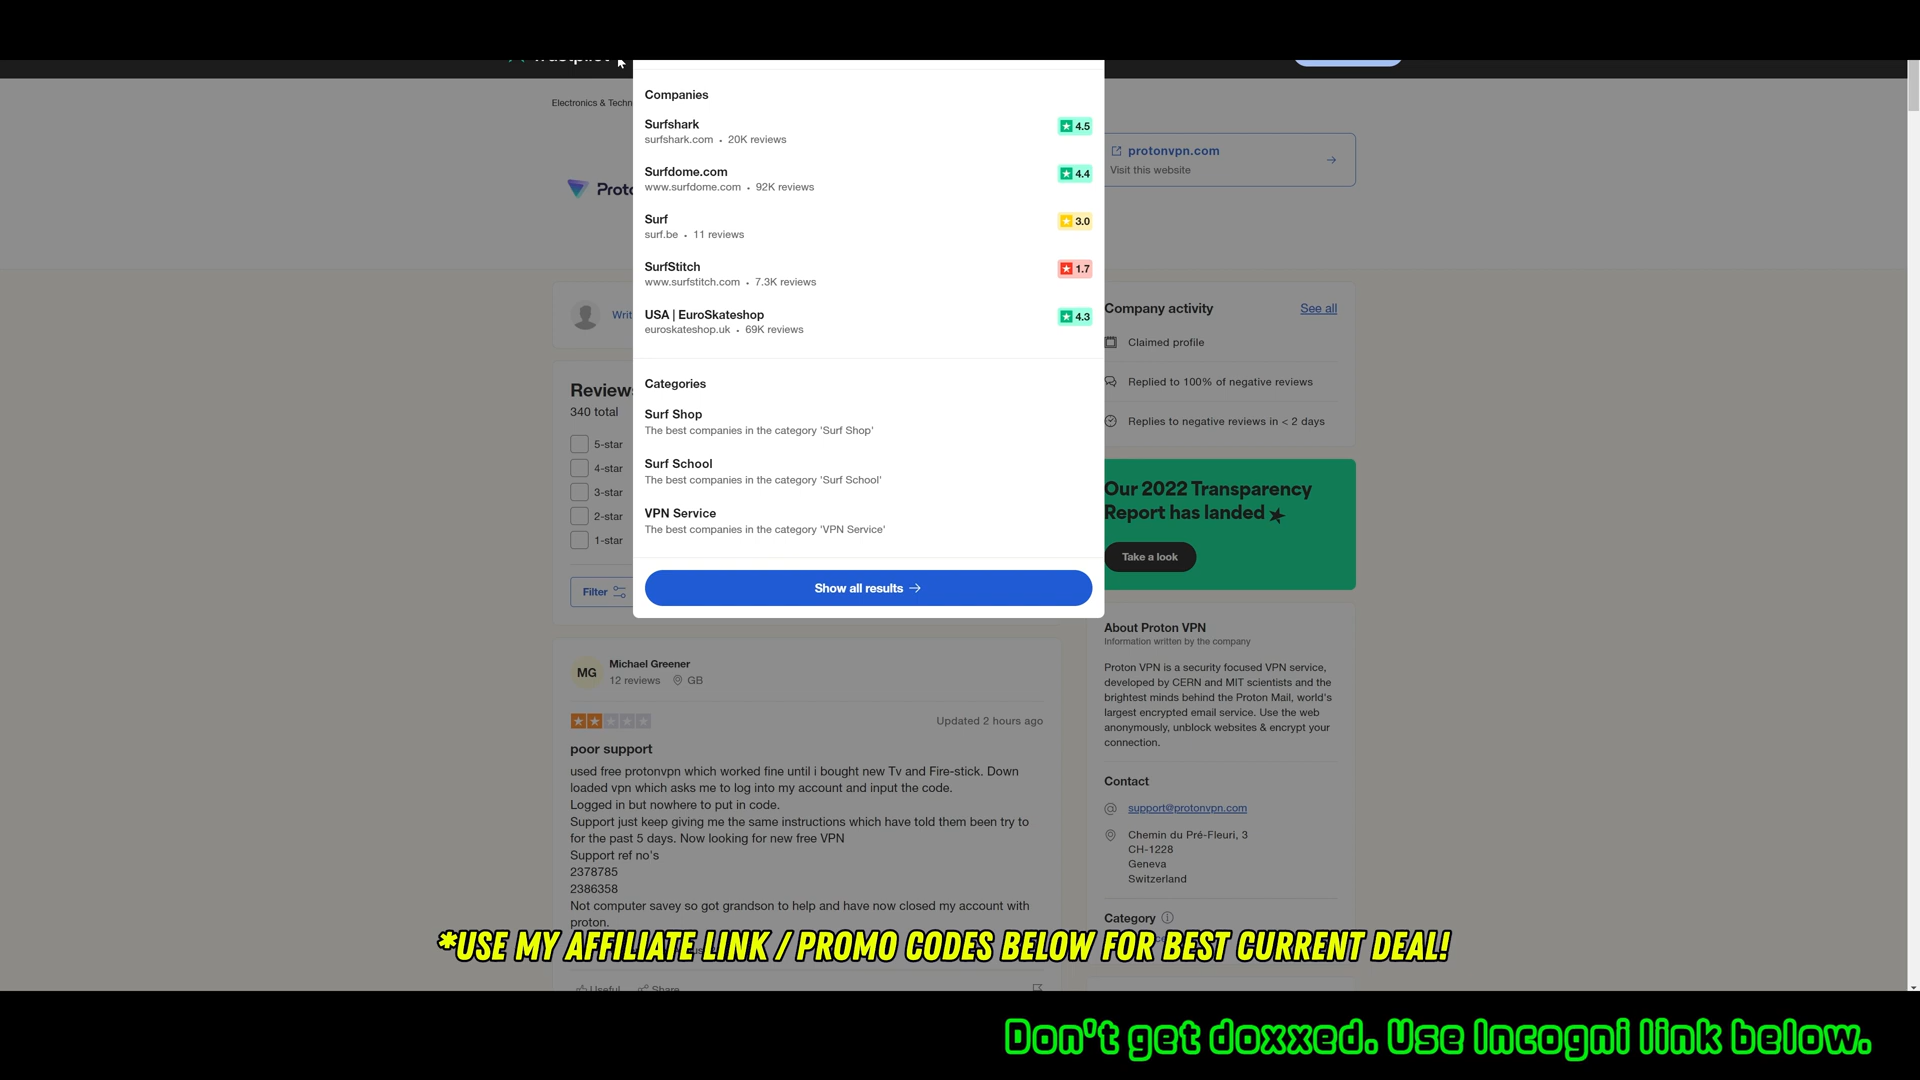 Trustpilot
Electronics & Techn
Companies
Surfshark
surfshark.com • 20K reviews
4.5
Surfdome.com
www.surfdome.com • 92K reviews
4.4
Surf
surf.be • 11 reviews
3.0
SurfStitch
www.surfstitch.com • 7.3K reviews
1.7
USA | EuroSkateshop
euroskateshop.uk • 69K reviews
4.3
Categories
Surf Shop
The best companies in the category 'Surf Shop'
Surf School
The best companies in the category 'Surf School'
VPN Service
The best companies in the category 'VPN Service'
Show all results
Proto
Writ
Reviews
340 total
5-star
4-star
3-star
2-star
1-star
Filter
protonvpn.com
Visit this website
Company activity
See all
Claimed profile
Replied to 100% of negative reviews
Replies to negative reviews in < 2 days
Our 2022 Transparency
Report has landed
Take a look
MG
Michael Greener
12 reviews GB
Updated 2 hours ago
poor support
used free protonvpn which worked fine until i bought new Tv and Fire-stick. Down
loaded vpn which asks me to log into my account and input the code.
Logged in but nowhere to put in code.
Support just keep giving me the same instructions which have told them been try to
for the past 5 days. Now looking for new free VPN
Support ref no's
2378785
2386358
Not computer savey so got grandson to help and have now closed my account with
proton.
Useful Share
About Proton VPN
Information written by the company
Proton VPN is a security focused VPN service,
developed by CERN and MIT scientists and the
brightest minds behind the Proton Mail, world's
largest encrypted email service. Use the web
anonymously, unblock websites & encrypt your
connection.
Contact
support@protonvpn.com
Chemin du Pré-Fleuri, 3
CH-1228
Geneva
Switzerland
Category
*USE MY AFFILIATE LINK / PROMO CODES BELOW FOR BEST CURRENT DEAL!
Don't get doxxed. Use Incogni link below.